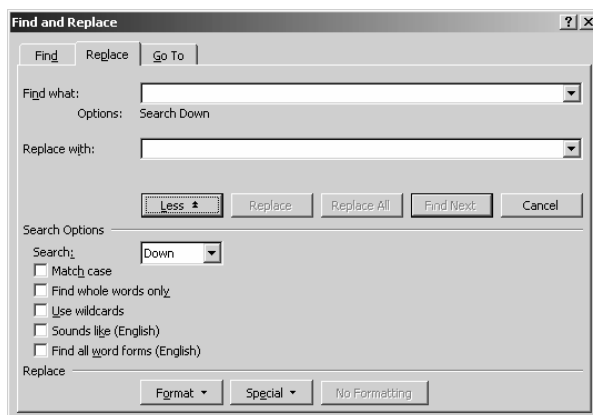 Find and Replace
Find Replace Go To
Find what:
Options: Search Down
Replace with:
Less Replace Replace All Find Next Cancel
Search Options
Search: Down
Match case
Find whole words only
Use wildcards
Sounds like (English)
Find all word forms (English)
Replace
Format Special No Formatting